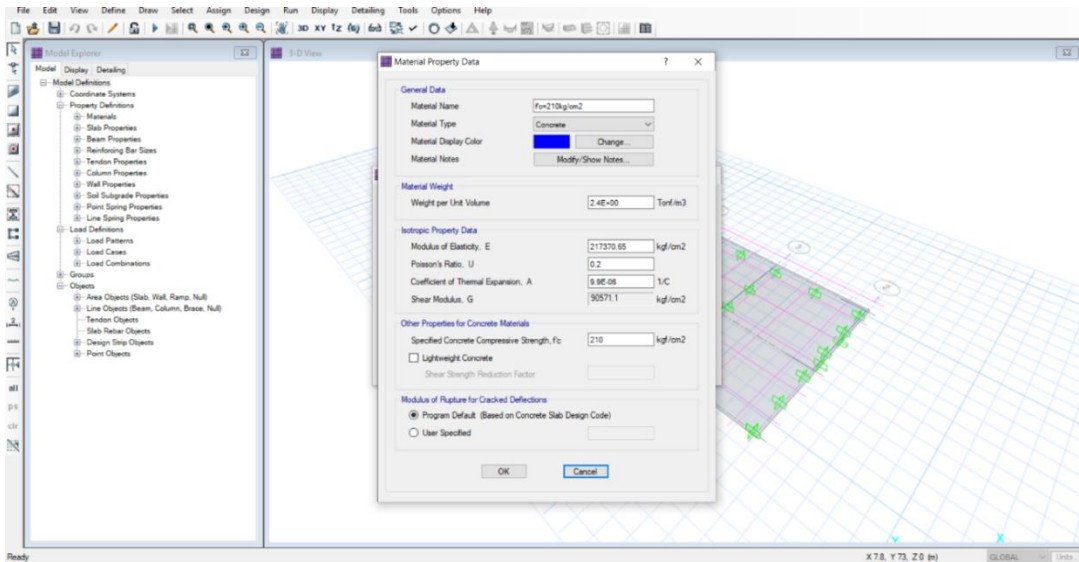 File Edit View Define Draw Select Assign Design Run Display Detailing Tools Options Help
3D XY
Model Explorer
Model Display Detailing
Model Definitions
Coordinate Systems
Property Definitions
Materials
Slab Properties
Beam Properties
Reinforcing Bar Sizes
Tendon Properties
Column Properties
Wall Properties
Soil Subgrade Properties
Point Spring Properties
Line Spring Properties
Load Definitions
Load Patterns
Load Cases
Load Combinations
Groups
Objects
Area Objects (Slab, Wall, Ramp, Null)
Line Objects (Beam, Column, Brace, Null)
Tendon Objects
Slab Rebar Objects
Design Strip Objects
Point Objects
all
ps
clr
3-D View
Material Property Data
General Data
Material Name f'c=210kg/cm2
Material Type Concrete
Material Display Color Change...
Material Notes Modify/Show Notes...
Material Weight
Weight per Unit Volume 2.4E+00 Tonf/m3
Isotropic Property Data
Modulus of Elasticity, E 217370.65 kgf/cm2
Poisson's Ratio, U 0.2
Coefficient of Thermal Expansion, A 9.9E-06 1/C
Shear Modulus, G 90571.1 kgf/cm2
Other Properties for Concrete Materials
Specified Concrete Compressive Strength, f'c 210 kgf/cm2
Lightweight Concrete
Shear Strength Reduction Factor
Modulus of Rupture for Cracked Deflections
Program Default (Based on Concrete Slab Design Code)
User Specified
OK Cancel
Y X
Ready X 7.8, Y 73, Z 0 (m) GLOBAL Units...